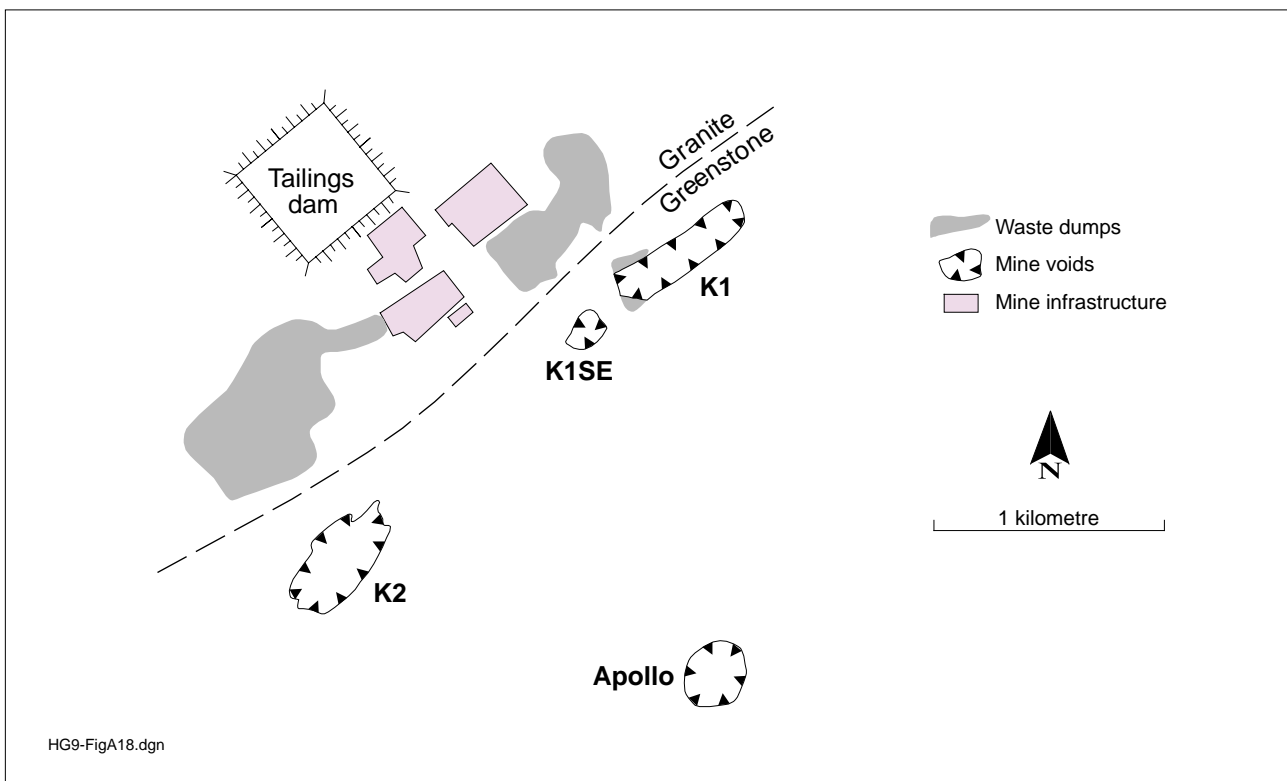 Granite
Greenstone
Tailings
dam
Waste dumps
Mine voids
K1
Mine infrastructure
K1SE
N
1 kilometre
K2
Apollo
HG9-FigA18.dgn